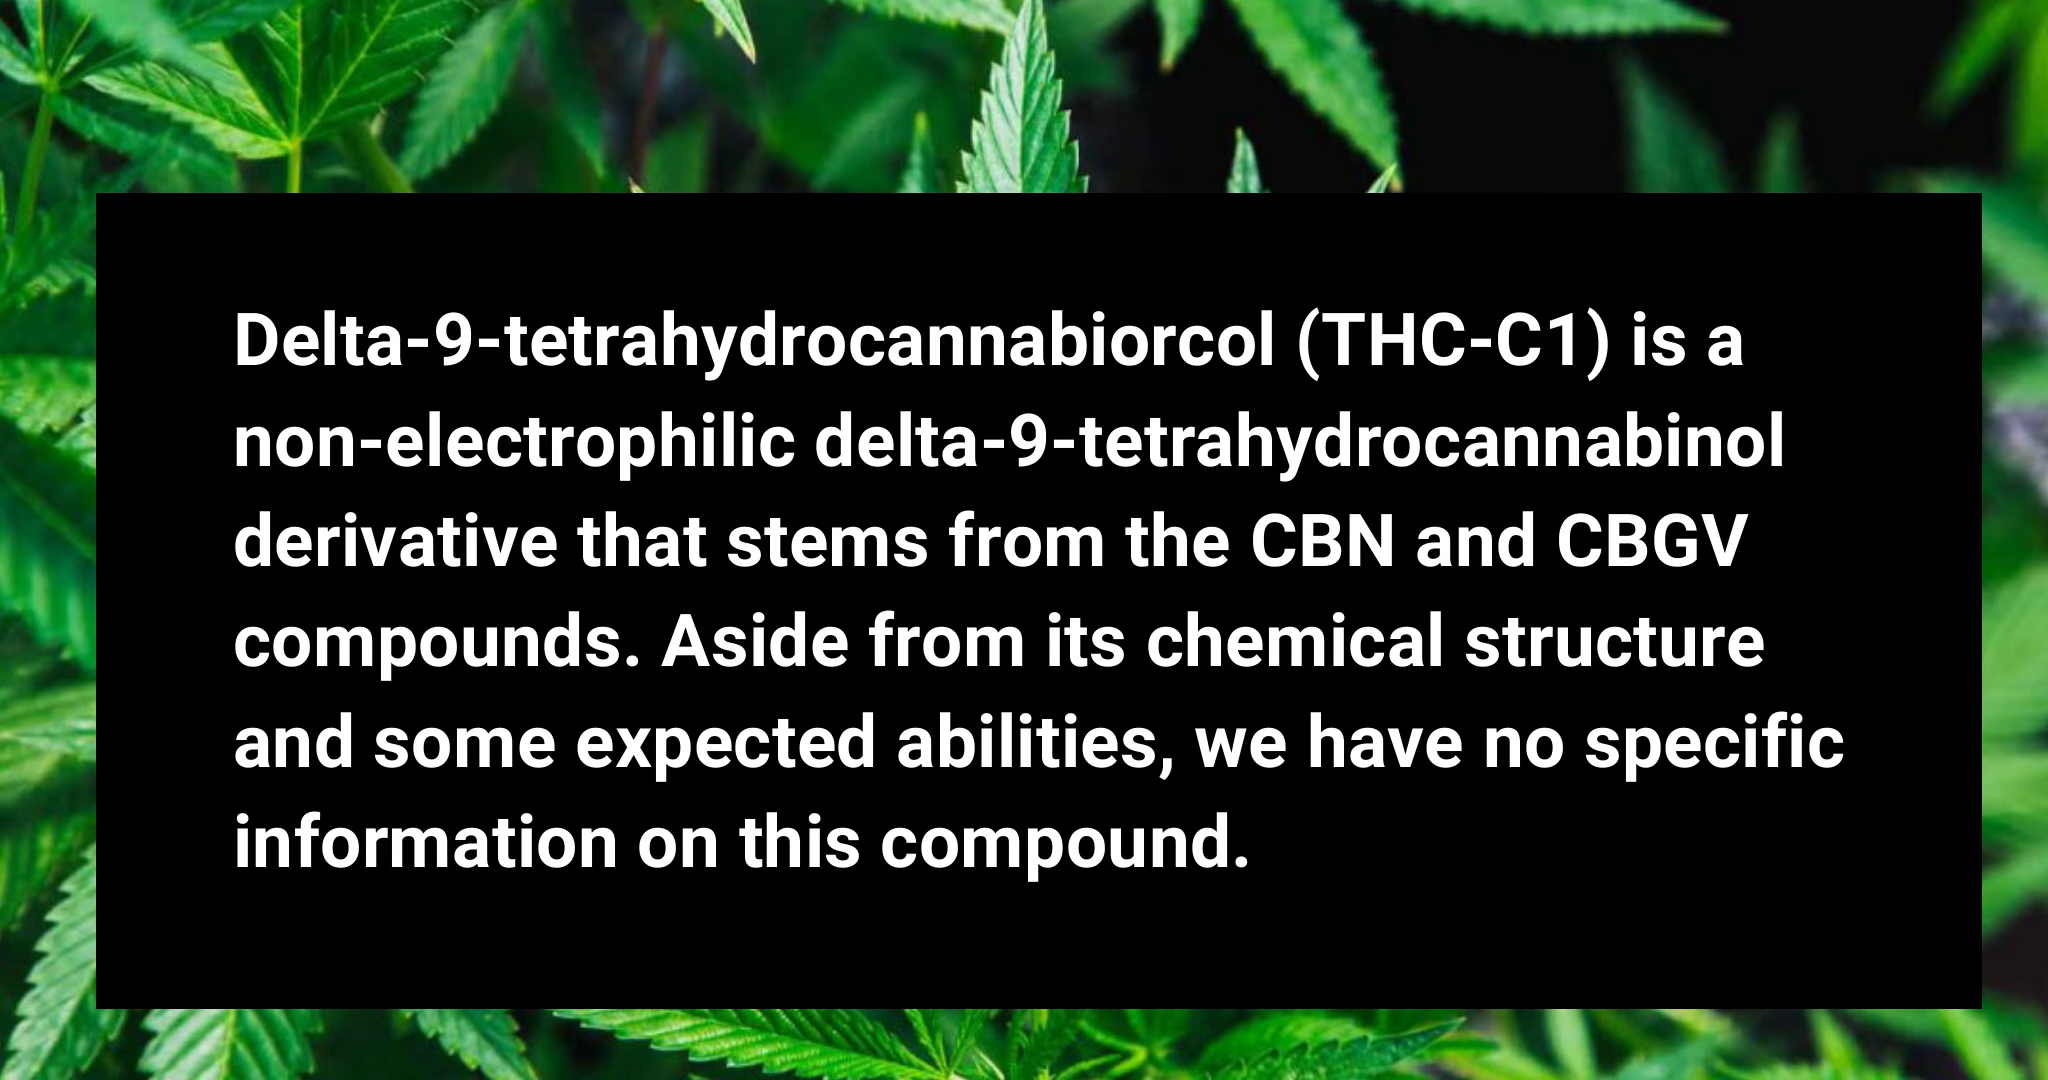 Delta-9-tetrahydrocannabiorcol (THC-C1) is a
non-electrophilic delta-9-tetrahydrocannabinol
derivative that stems from the CBN and CBGV
compounds. Aside from its chemical structure
and some expected abilities, we have no specific
information on this compound.